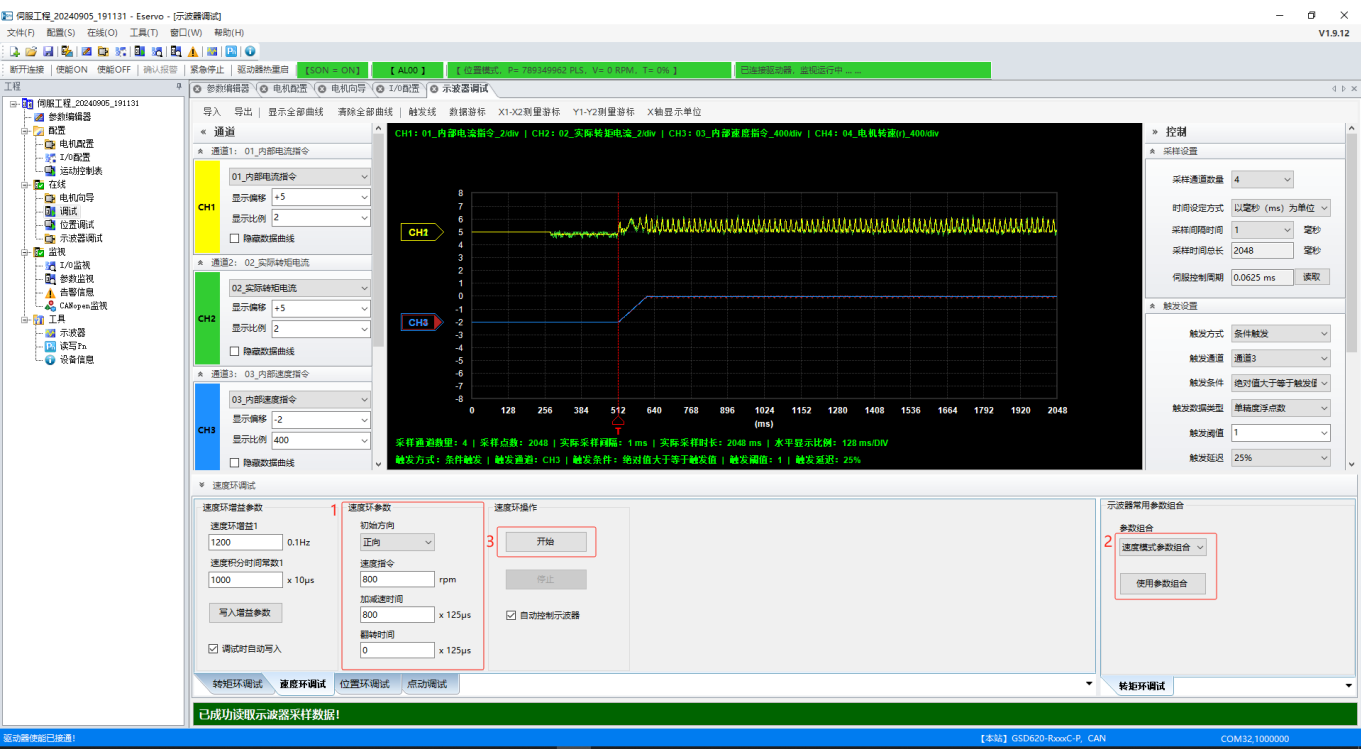 伺服工程_20240905_191131 - Eservo - [示波器调试]
文件(F) 配置(S) 在线(O) 工具(T) 窗口(W) 帮助(H)
V1.9.12
断开连接 使能ON 使能OFF 确认报警 紧急停止 驱动器热重启 【SON = ON】 【 AL00 】 【 位置模式，P= 789349962 PLS，V= 0 RPM，T= 0% 】 已连接驱动器，监视运行中 ... ...
工程
伺服工程_20240905_191131
参数编辑器
配置
电机配置
I/O配置
运动控制表
在线
电机向导
调试
位置调试
示波器调试
监视
I/O监视
参数监视
告警信息
CANopen监视
工具
示波器
读写Pn
设备信息
参数编辑器 电机配置 电机向导 I/O配置 示波器调试
导入 导出 显示全部曲线 清除全部曲线 触发线 数据游标 X1-X2测量游标 Y1-Y2测量游标 X轴显示单位
« 通道
通道1: 01_内部电流指令
CH1
01_内部电流指令
显示偏移 +5
显示比例 2
隐藏数据曲线
通道2: 02_实际转矩电流
CH2
02_实际转矩电流
显示偏移 +5
显示比例 2
隐藏数据曲线
通道3: 03_内部速度指令
CH3
03_内部速度指令
显示偏移 -2
显示比例 400
隐藏数据曲线
CH1: 01_内部电流指令_2/div | CH2: 02_实际转矩电流_2/div | CH3: 03_内部速度指令_400/div | CH4: 04_电机转速(r)_400/div
8
7
6
5
4
3
2
1
0
-1
-2
-3
-4
-5
-6
-7
-8
CH3
0 128 256 384 512 640 768 896 1024 1152 1280 1408 1536 1664 1792 1920 2048
(ms)
T
采样通道数量: 4 | 采样点数: 2048 | 实际采样间隔: 1 ms | 实际采样时长: 2048 ms | 水平显示比例: 128 ms/DIV
触发方式: 条件触发 | 触发通道: CH3 | 触发条件: 绝对值大于等于触发值 | 触发阈值: 1 | 触发延迟: 25%
» 控制
采样设置
采样通道数量 4
时间设定方式 以毫秒（ms）为单位
采样间隔时间 1 毫秒
采样时间总长 2048 毫秒
伺服控制周期 0.0625 ms 读取
触发设置
触发方式 条件触发
触发通道 通道3
触发条件 绝对值大于等于触发值
触发数据类型 单精度浮点数
触发阈值 1
触发延迟 25%
速度环调试
速度环增益参数
速度环增益1
1200 0.1Hz
速度积分时间常数1
1000 x 10μs
写入增益参数
调试时自动写入
1
速度环参数
初始方向
正向
速度指令
800 rpm
加减速时间
800 x 125μs
翻转时间
0 x 125μs
速度环操作
3
开始
停止
自动控制示波器
示波器常用参数组合
参数组合
2
速度模式参数组合
使用参数组合
转矩环调试 速度环调试 位置环调试 点动调试
转矩环调试
已成功读取示波器采样数据!
驱动器使能已接通!
【本站】GSD620-RxxxC-P, CAN
COM32,1000000